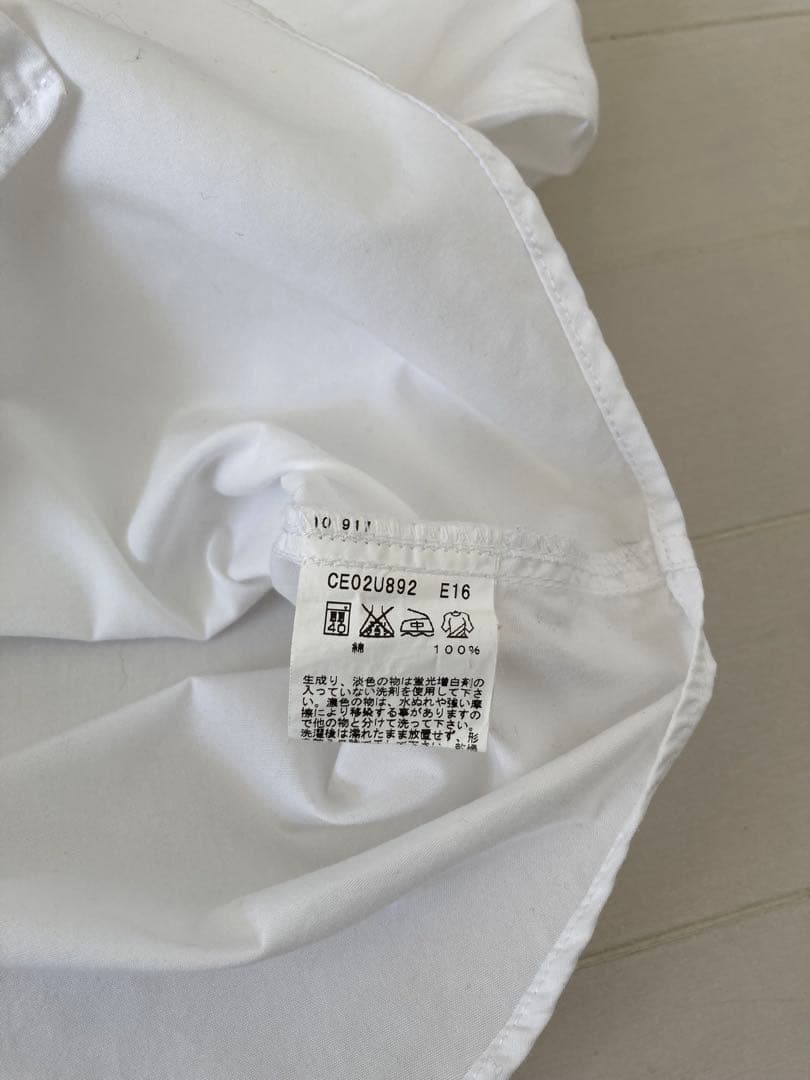 10 911
CE02U892 E16
40
中
綿 100%
生成り、淡色の物は蛍光増白剤の
入っていない洗剤を使用して下さ
い。濃色の物は、水ぬれや強い摩
擦により移染する事がありますの
で他の物と分けて洗って下さい。
洗濯後は濡れたまま放置せず、形